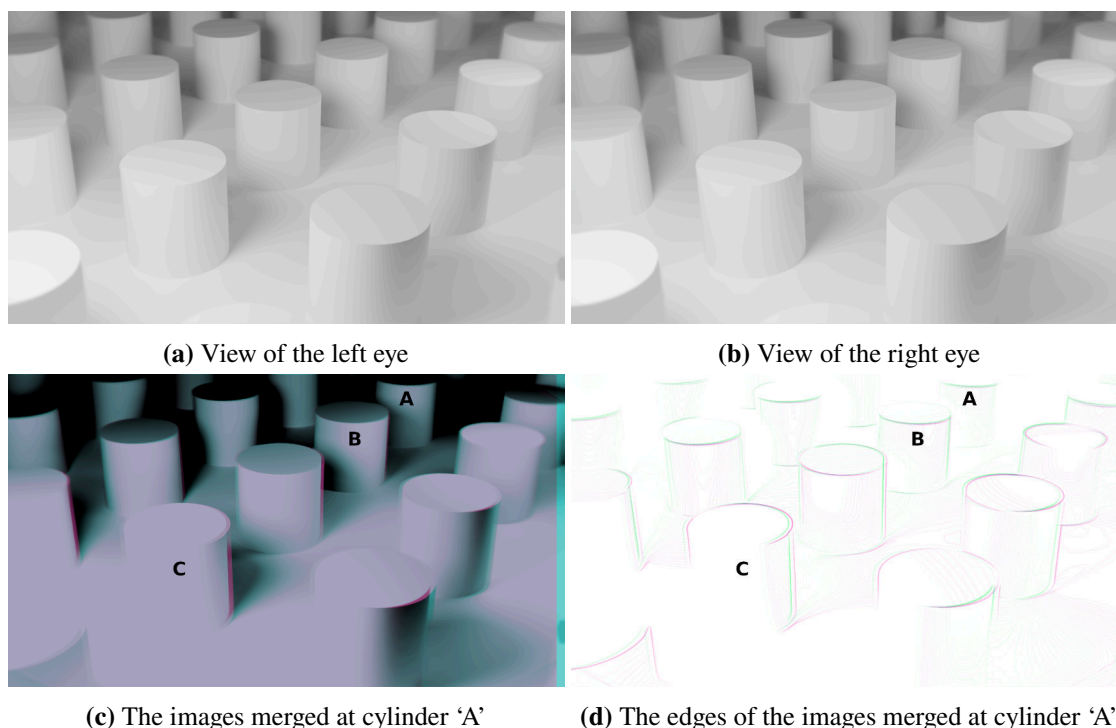 (a) View of the left eye
(b) View of the right eye
A
B
C
A
B
C
(c) The images merged at cylinder ‘A’
(d) The edges of the images merged at cylinder ‘A’